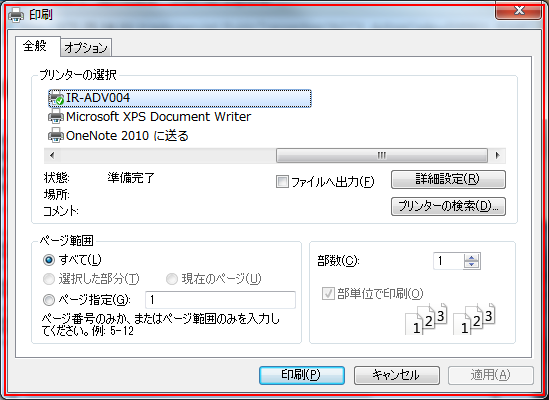 印刷
全般 オプション
プリンターの選択
IR-ADV004
Microsoft XPS Document Writer
OneNote 2010 に送る
状態: 準備完了
ファイルへ出力(F) 詳細設定(R)
場所:
コメント: プリンターの検索(D)...
ページ範囲
すべて(L)
選択した部分(T) 現在のページ(U)
ページ指定(G): 1
ページ番号のみか、またはページ範囲のみを入力し
てください。例: 5-12
部数(C): 1
部単位で印刷(O)
1 2 3 1 2 3
印刷(P) キャンセル 適用(A)